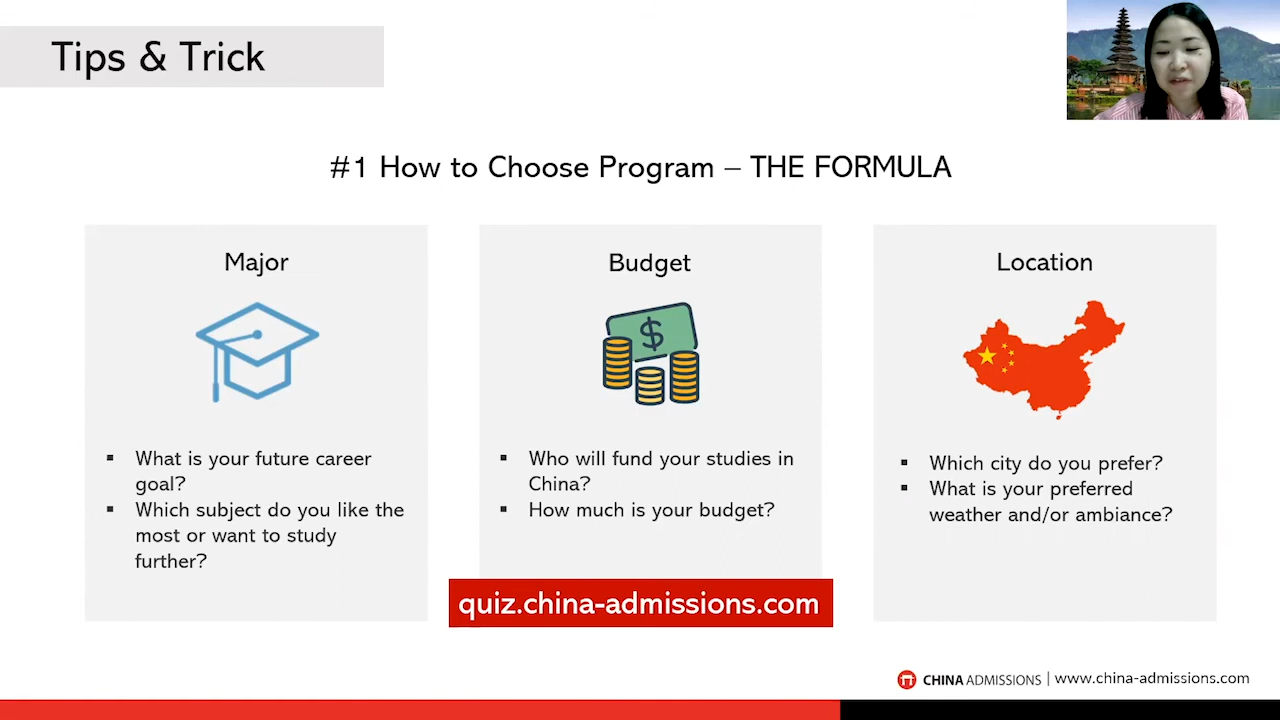 Tips & Trick
#1 How to Choose Program – THE FORMULA
Major
▪ What is your future career
goal?
▪ Which subject do you like the
most or want to study
further?
Budget
$
▪ Who will fund your studies in
China?
▪ How much is your budget?
Location
▪ Which city do you prefer?
▪ What is your preferred
weather and/or ambiance?
quiz.china-admissions.com
CHINA ADMISSIONS | www.china-admissions.com